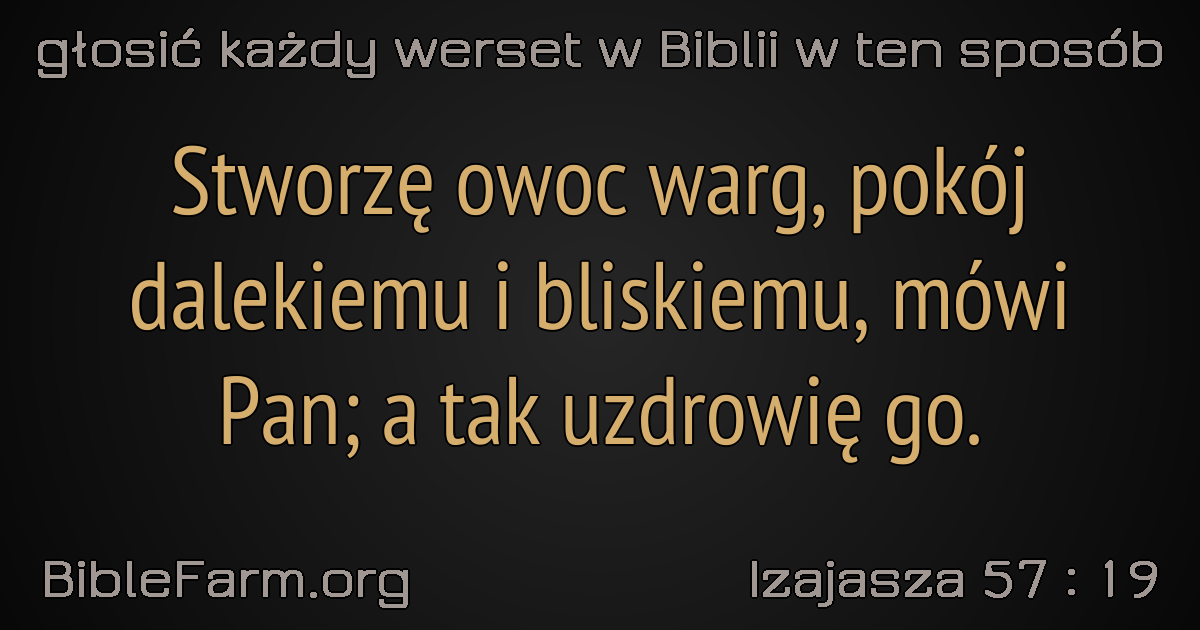 głosić każdy werset w Biblii w ten sposób
Stworzę owoc warg, pokój
dalekiemu i bliskiemu, mówi
Pan; a tak uzdrowię go.
BibleFarm.org
Izajasza 57 : 19